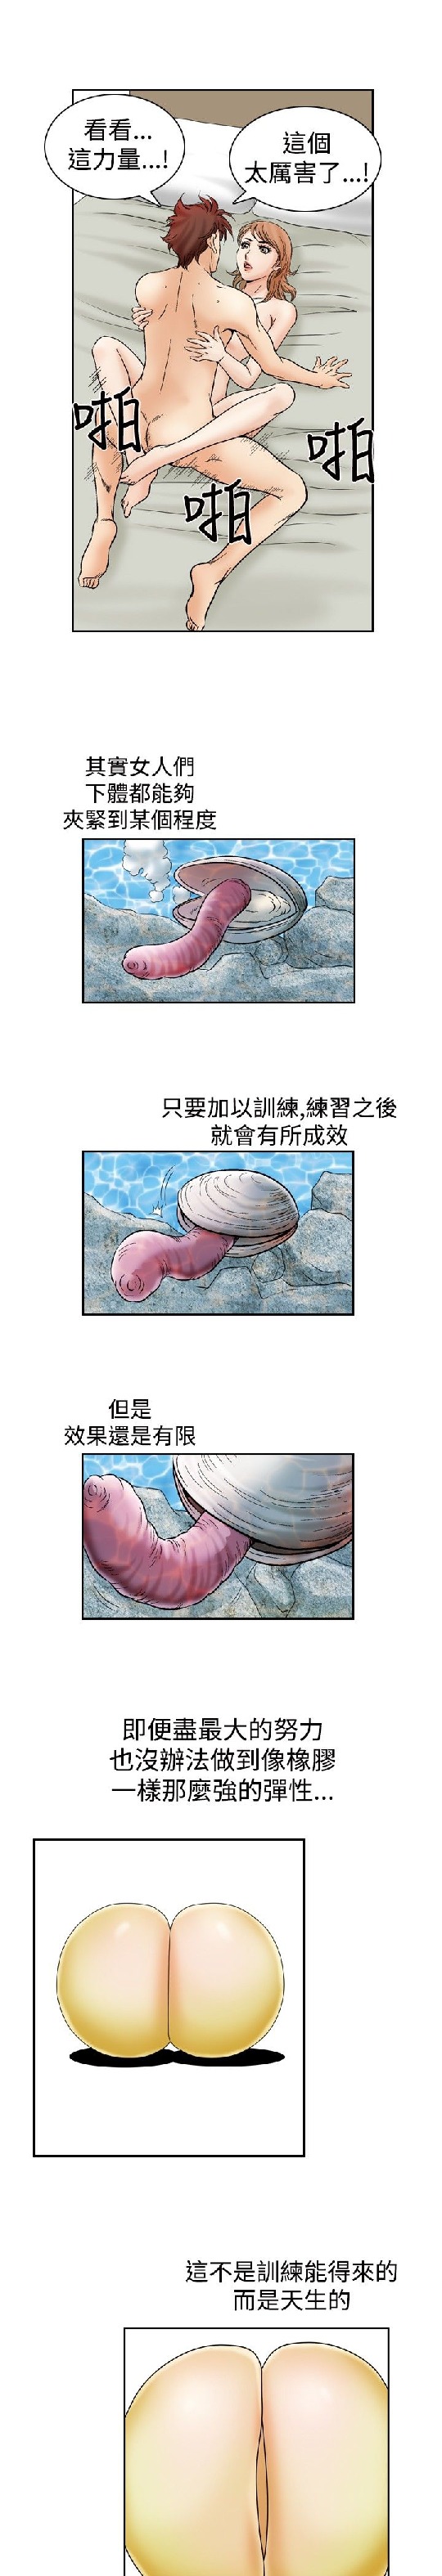 看看...
這力量...!
這個
太厲害了...!
啪
啪
啪
其實女人們
下體都能夠
夾緊到某個程度
只要加以訓練,練習之後
就會有所成效
但是
效果還是有限
即便盡最大的努力
也沒辦法做到像橡膠
一樣那麼強的彈性...
這不是訓練能得來的
而是天生的